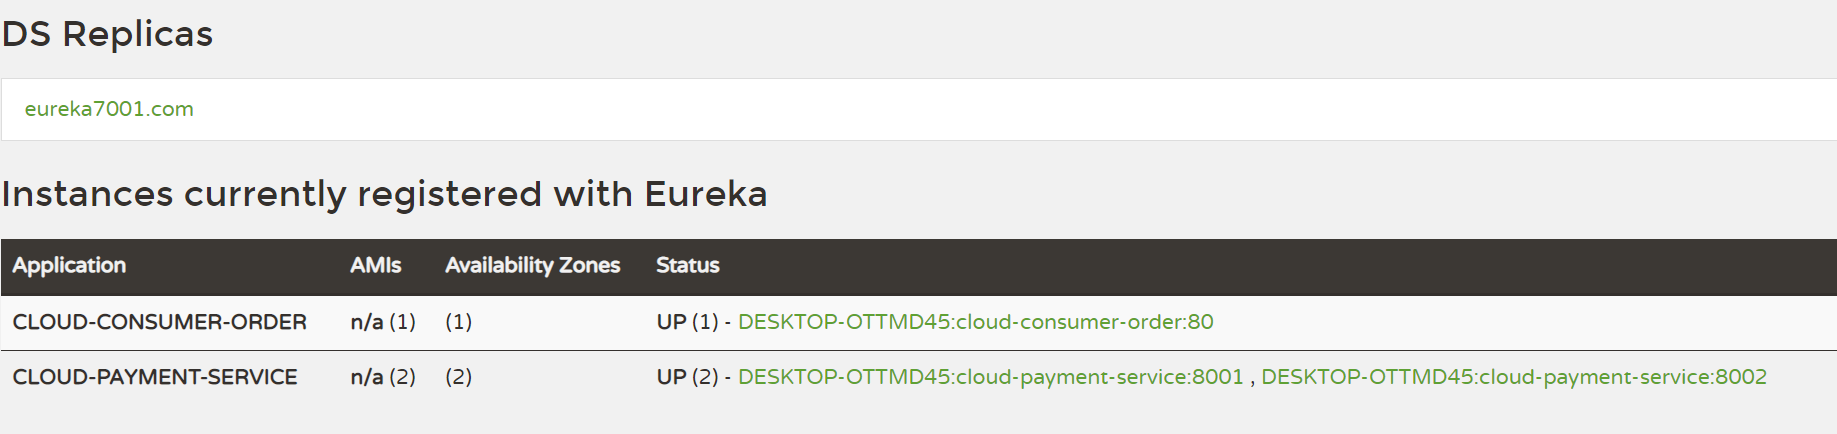 DS Replicas
eureka7001.com
Instances currently registered with Eureka
Application AMIs Availability Zones Status
CLOUD-CONSUMER-ORDER n/a (1) (1) UP (1) - DESKTOP-OTTMD45:cloud-consumer-order:80
CLOUD-PAYMENT-SERVICE n/a (2) (2) UP (2) - DESKTOP-OTTMD45:cloud-payment-service:8001 , DESKTOP-OTTMD45:cloud-payment-service:8002